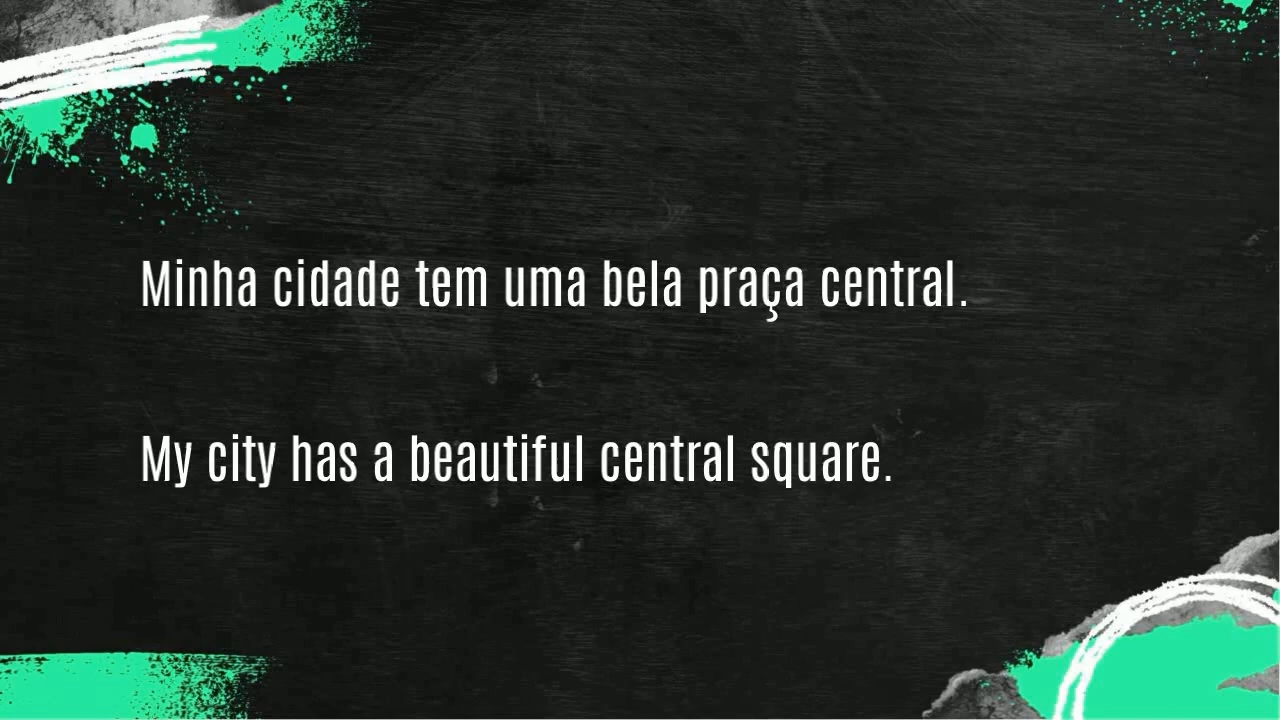 Minha cidade tem uma bela praça central.
My city has a beautiful central square.